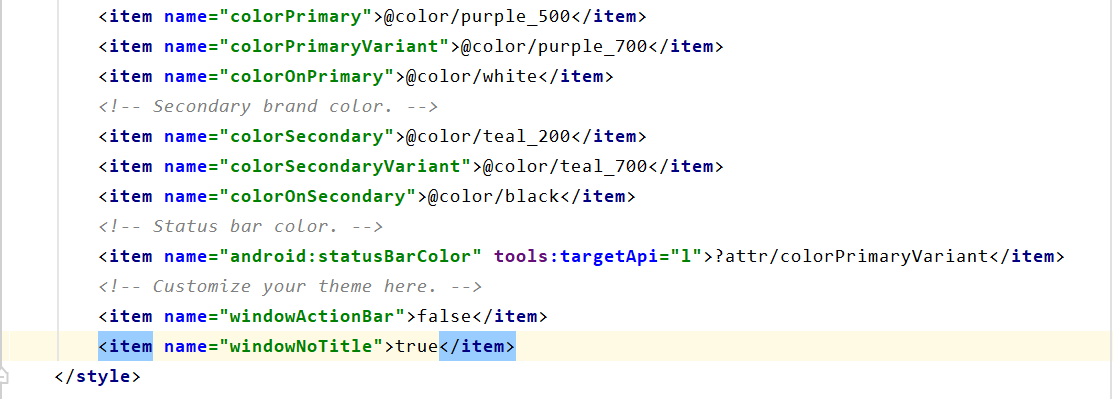 <item name="colorPrimary">@color/purple_500</item>
<item name="colorPrimaryVariant">@color/purple_700</item>
<item name="colorOnPrimary">@color/white</item>
<!-- Secondary brand color. -->
<item name="colorSecondary">@color/teal_200</item>
<item name="colorSecondaryVariant">@color/teal_700</item>
<item name="colorOnSecondary">@color/black</item>
<!-- Status bar color. -->
<item name="android:statusBarColor" tools:targetApi="l">?attr/colorPrimaryVariant</item>
<!-- Customize your theme here. -->
<item name="windowActionBar">false</item>
<item name="windowNoTitle">true</item>
</style>